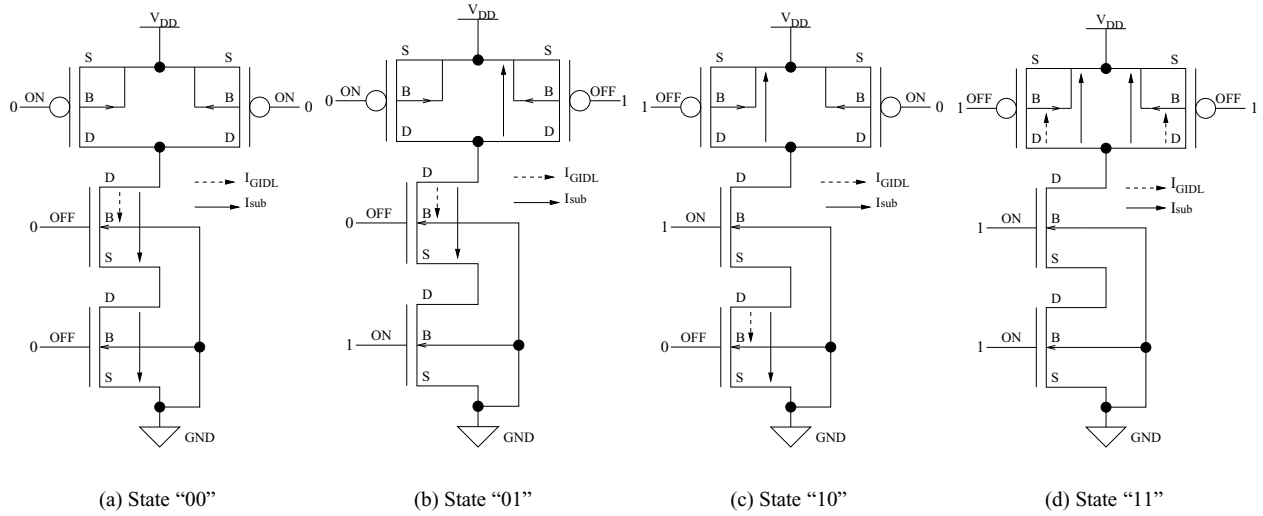 V_DD V_DD V_DD V_DD
S S S S S S S S
0 ON B B ON 0 0 ON B B OFF 1 1 OFF B B ON 0 1 OFF B B OFF 1
D D D D D D D D
D I_GIDL D I_GIDL D I_GIDL D I_GIDL
Isub Isub Isub Isub
0 OFF B 0 OFF B 1 ON B 1 ON B
S S S S
D D D D
0 OFF B 1 ON B 0 OFF B 1 ON B
S S S S
GND GND GND GND
(a) State “00” (b) State “01” (c) State “10” (d) State “11”